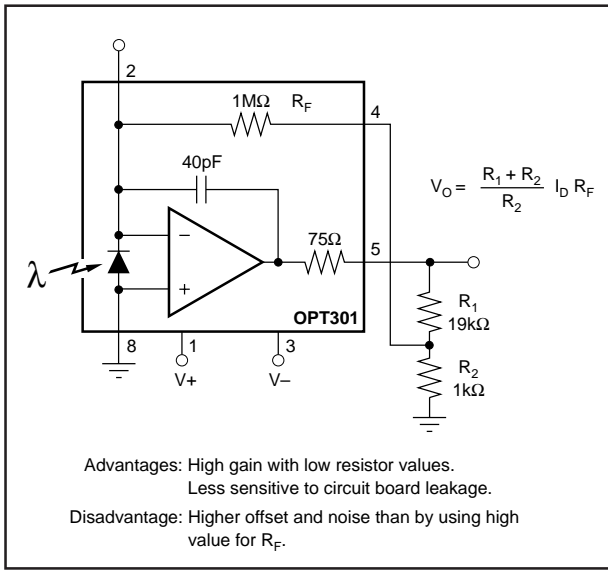 2
1MΩ R_F
4
40pF
V_O = (R_1 + R_2) / R_2 I_D R_F
75Ω
5
λ
−
+
R_1
19kΩ
OPT301
8
1
3
V+
V–
R_2
1kΩ
Advantages: High gain with low resistor values.
Less sensitive to circuit board leakage.
Disadvantage: Higher offset and noise than by using high
value for R_F.